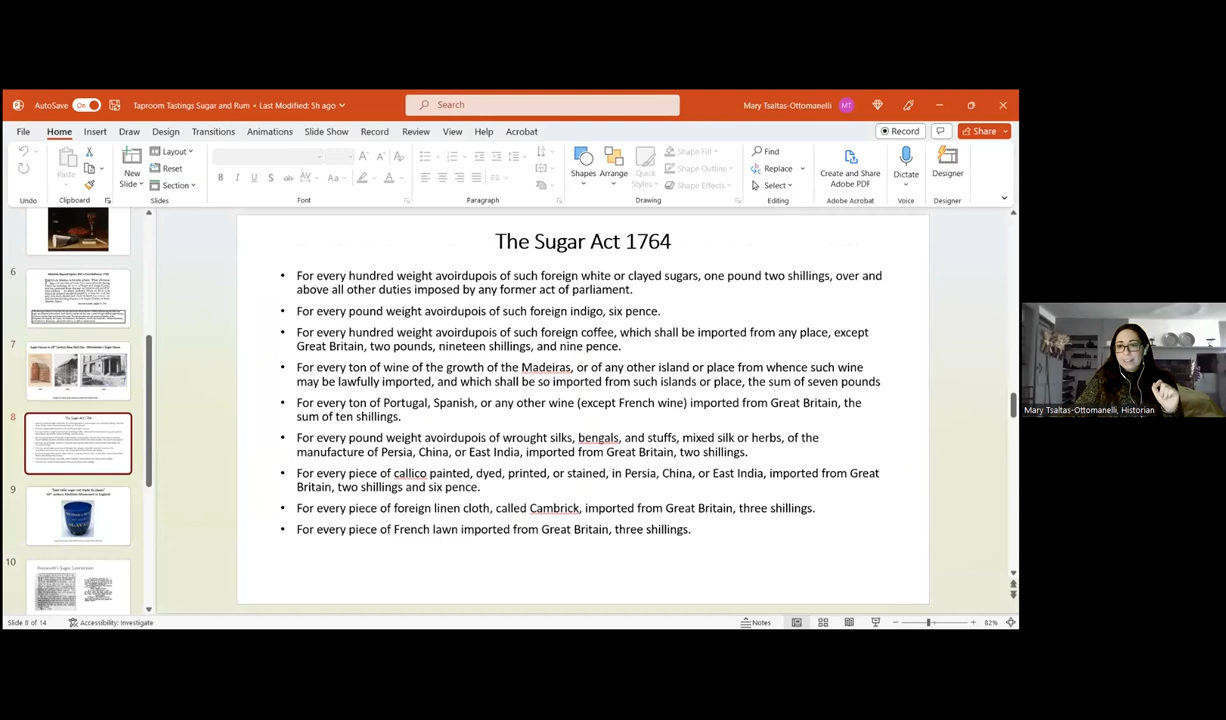 AutoSave On Taproom Tastings Sugar and Rum • Last Modified: 5h ago Search Mary Tsaltas-Ottomanelli MT
File Home Insert Draw Design Transitions Animations Slide Show Record Review View Help Acrobat Record Share
Paste New Slide Layout Reset Section
B I U S ab AV Aa A
Shapes Arrange Quick Styles Shape Fill Shape Outline Shape Effects
Find Replace Select
Create and Share Adobe PDF Dictate Designer
Undo Clipboard Slides Font Paragraph Drawing Editing Adobe Acrobat Voice Designer
6
7
8
The Sugar Act 1764
9
10
Roosevelt's Sugar Connection
The Sugar Act 1764
• For every hundred weight avoirdupois of such foreign white or clayed sugars, one pound two shillings, over and
above all other duties imposed by any former act of parliament.
• For every pound weight avoirdupois of such foreign indigo, six pence.
• For every hundred weight avoirdupois of such foreign coffee, which shall be imported from any place, except
Great Britain, two pounds, nineteen shillings, and nine pence.
• For every ton of wine of the growth of the Madeiras, or of any other island or place from whence such wine
may be lawfully imported, and which shall be so imported from such islands or place, the sum of seven pounds
• For every ton of Portugal, Spanish, or any other wine (except French wine) imported from Great Britain, the
sum of ten shillings.
• For every pound weight avoirdupois of wrought silks, bengals, and stuffs, mixed silk or herbs, of the
manufacture of Persia, China, or East India, imported from Great Britain, two shillings.
• For every piece of callico painted, dyed, printed, or stained, in Persia, China, or East India, imported from Great
Britain, two shillings and six pence.
• For every piece of foreign linen cloth, called Cambrick, imported from Great Britain, three shillings.
• For every piece of French lawn imported from Great Britain, three shillings.
Mary Tsaltas-Ottomanelli, Historian
Slide 8 of 14 Accessibility: Investigate Notes 82%